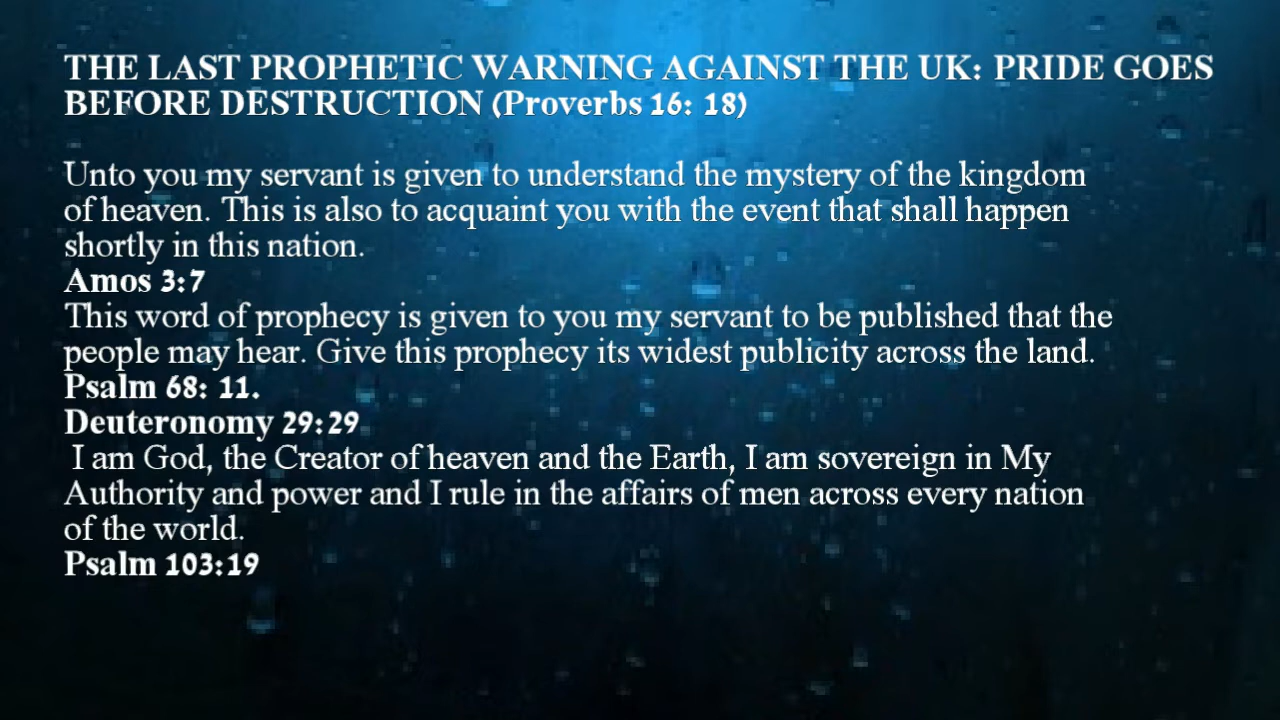 THE LAST PROPHETIC WARNING AGAINST THE UK: PRIDE GOES
BEFORE DESTRUCTION (Proverbs 16: 18)
Unto you my servant is given to understand the mystery of the kingdom
of heaven. This is also to acquaint you with the event that shall happen
shortly in this nation.
Amos 3:7
This word of prophecy is given to you my servant to be published that the
people may hear. Give this prophecy its widest publicity across the land.
Psalm 68: 11.
Deuteronomy 29:29
I am God, the Creator of heaven and the Earth, I am sovereign in My
Authority and power and I rule in the affairs of men across every nation
of the world.
Psalm 103:19